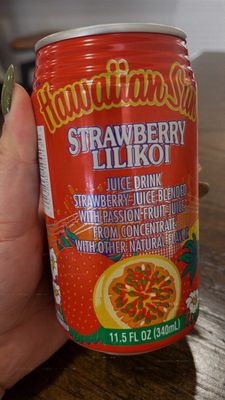 Hawaiian Sun
STRAWBERRY
LILIKOI
JUICE DRINK
STRAWBERRY JUICE BLENDED
WITH PASSION-FRUIT JUICE
FROM CONCENTRATE
WITH OTHER NATURAL FLAVORS
11.5 FL OZ (340mL)